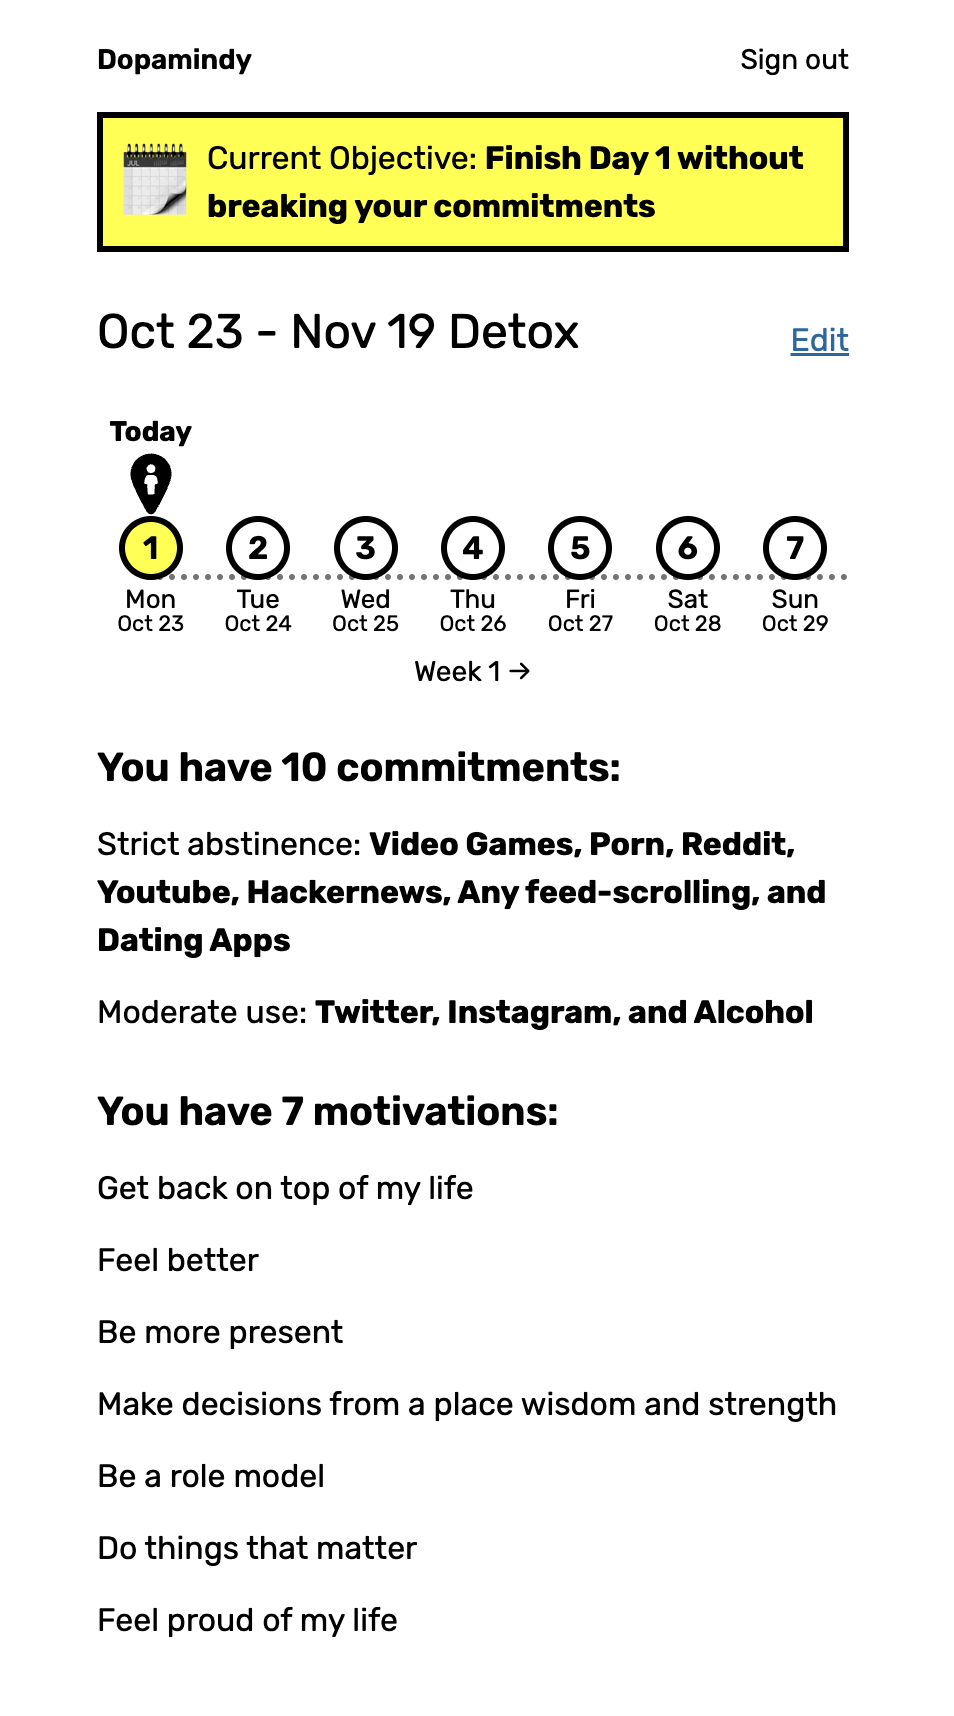 Dopamindy
Sign out
JUL
Current Objective: Finish Day 1 without
breaking your commitments
Oct 23 - Nov 19 Detox
Edit
Today
1 2 3 4 5 6 7
Mon Tue Wed Thu Fri Sat Sun
Oct 23 Oct 24 Oct 25 Oct 26 Oct 27 Oct 28 Oct 29
Week 1 →
You have 10 commitments:
Strict abstinence: Video Games, Porn, Reddit,
Youtube, Hackernews, Any feed-scrolling, and
Dating Apps
Moderate use: Twitter, Instagram, and Alcohol
You have 7 motivations:
Get back on top of my life
Feel better
Be more present
Make decisions from a place wisdom and strength
Be a role model
Do things that matter
Feel proud of my life